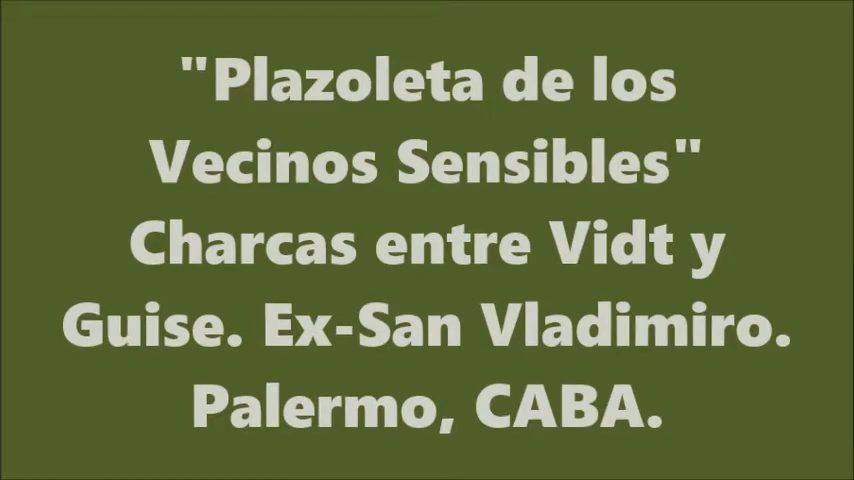 "Plazoleta de los
Vecinos Sensibles"
Charcas entre Vidt y
Guise. Ex-San Vladimiro.
Palermo, CABA.